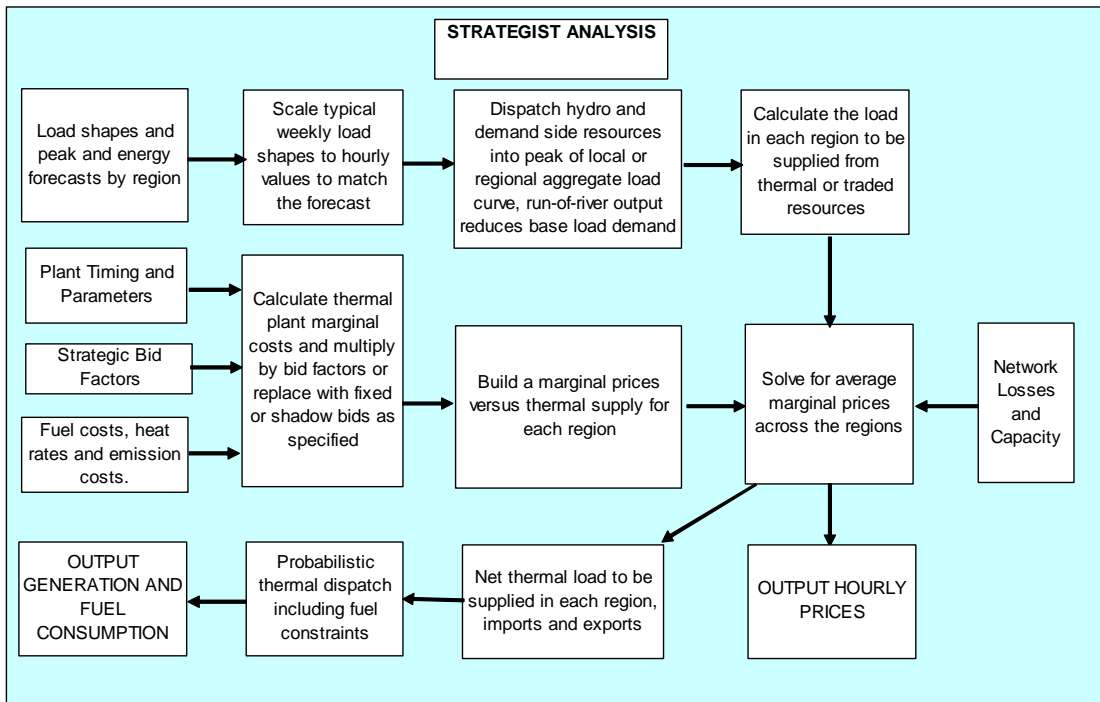 STRATEGIST ANALYSIS
Load shapes and
peak and energy
forecasts by region
Scale typical
weekly load
shapes to hourly
values to match
the forecast
Dispatch hydro and
demand side resources
into peak of local or
regional aggregate load
curve, run-of-river output
reduces base load demand
Calculate the load
in each region to be
supplied from
thermal or traded
resources
Plant Timing and
Parameters
Strategic Bid
Factors
Fuel costs, heat
rates and emission
costs.
Calculate thermal
plant marginal
costs and multiply
by bid factors or
replace with fixed
or shadow bids as
specified
Build a marginal prices
versus thermal supply for
each region
Solve for average
marginal prices
across the regions
Network
Losses
and
Capacity
OUTPUT
GENERATION AND
FUEL
CONSUMPTION
Probabilistic
thermal dispatch
including fuel
constraints
Net thermal load to be
supplied in each region,
imports and exports
OUTPUT HOURLY
PRICES